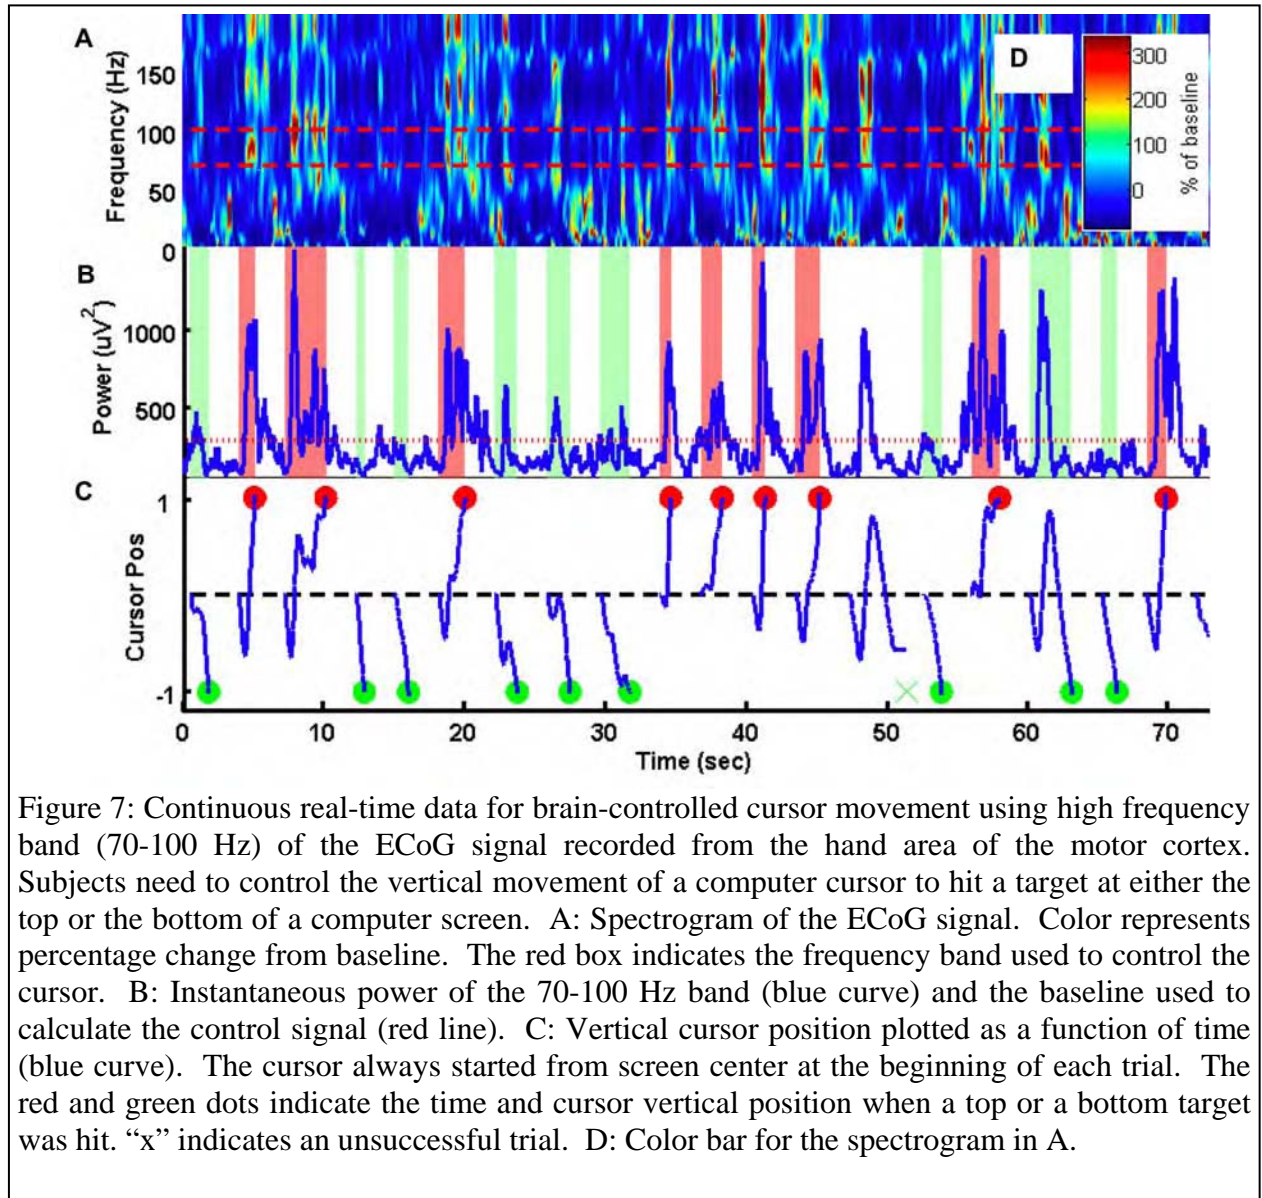 A
Frequency (Hz)
150
100
50
0
D
300
200
100
0
% of baseline
B
Power (uV2)
1000
500
C
Cursor Pos
1
-1
0 10 20 30 40 50 60 70
Time (sec)
Figure 7: Continuous real-time data for brain-controlled cursor movement using high frequency
band (70-100 Hz) of the ECoG signal recorded from the hand area of the motor cortex.
Subjects need to control the vertical movement of a computer cursor to hit a target at either the
top or the bottom of a computer screen. A: Spectrogram of the ECoG signal. Color represents
percentage change from baseline. The red box indicates the frequency band used to control the
cursor. B: Instantaneous power of the 70-100 Hz band (blue curve) and the baseline used to
calculate the control signal (red line). C: Vertical cursor position plotted as a function of time
(blue curve). The cursor always started from screen center at the beginning of each trial. The
red and green dots indicate the time and cursor vertical position when a top or a bottom target
was hit. “x” indicates an unsuccessful trial. D: Color bar for the spectrogram in A.